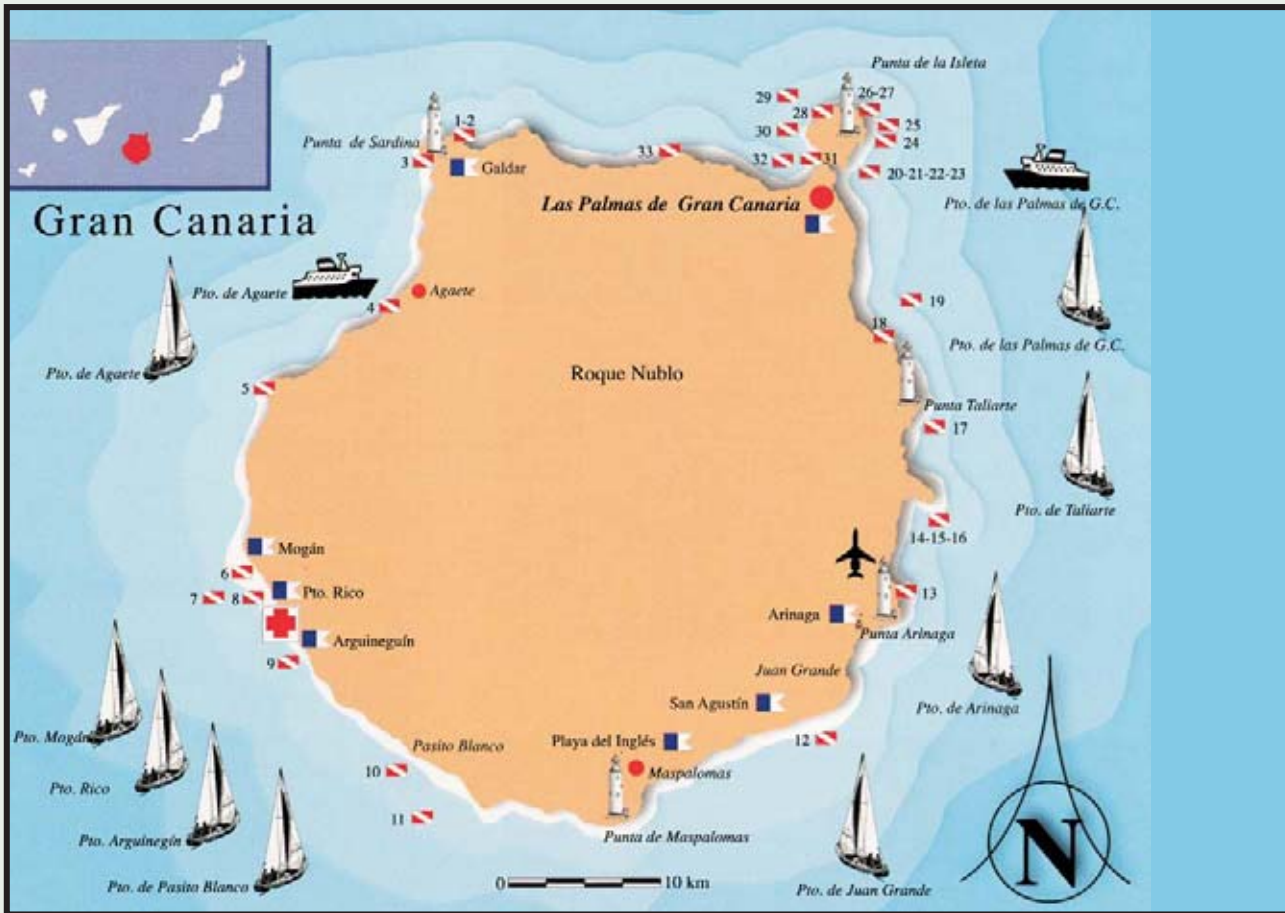 Punta de la Isleta
29
26-27
28
1-2
25
30
Punta de Sardina
24
33
3
Galdar
32
31
20-21-22-23
Las Palmas de Gran Canaria
Pto. de las Palmas de G.C.
Gran Canaria
Pto. de Agaete
Agaete
4
19
18
Pto. de las Palmas de G.C.
Pto. de Agaete
Roque Nublo
5
Punta Taliarte
17
Pto. de Taliarte
14-15-16
Mogán
6
Pto. Rico
7
8
13
Arinaga
Punta Arinaga
Arguineguín
9
Juan Grande
San Agustín
Pto. de Arinaga
Pto. Mogán
Pasito Blanco
Playa del Inglés
12
10
Maspalomas
Pto. Rico
11
Pto. Arguinegín
Punta de Maspalomas
N
Pto. de Pasito Blanco
0
10 km
Pto. de Juan Grande